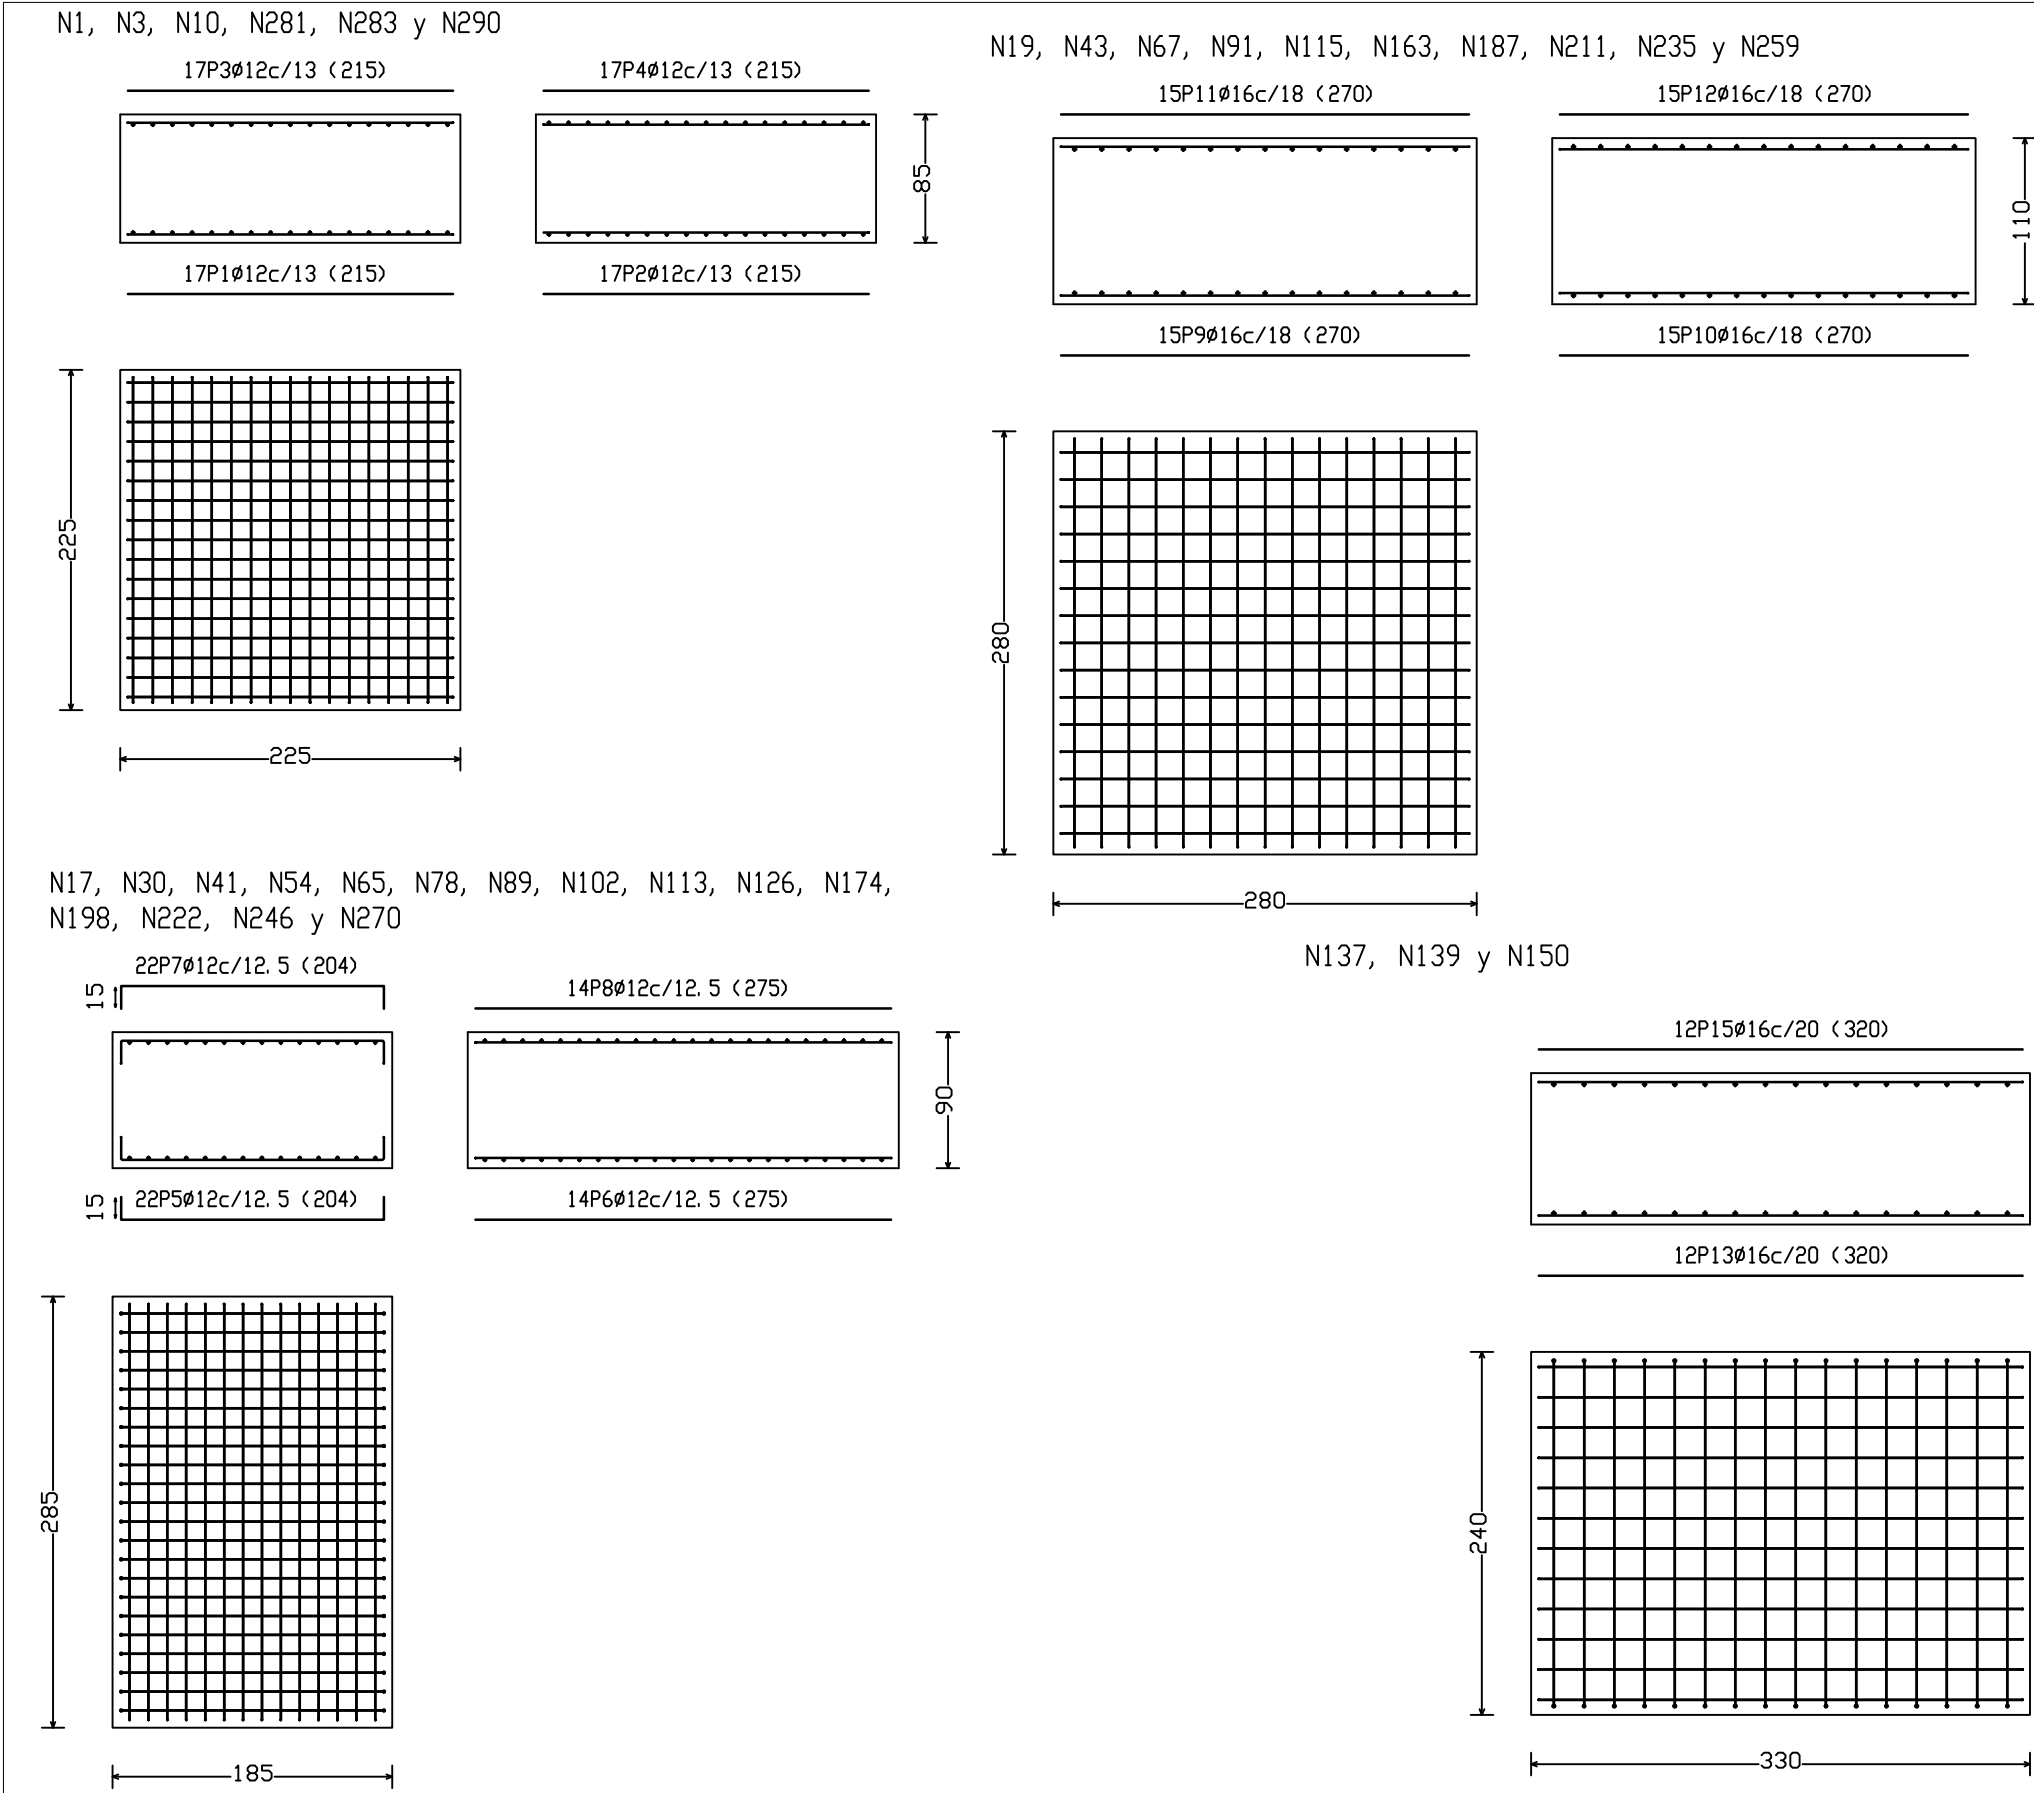 N1, N3, N10, N281, N283 y N290
17P3Ø12c/13 (215)
17P4Ø12c/13 (215)
85
17P1Ø12c/13 (215)
17P2Ø12c/13 (215)
225
225
N19, N43, N67, N91, N115, N163, N187, N211, N235 y N259
15P11Ø16c/18 (270)
15P12Ø16c/18 (270)
110
15P9Ø16c/18 (270)
15P10Ø16c/18 (270)
280
280
N17, N30, N41, N54, N65, N78, N89, N102, N113, N126, N174,
N198, N222, N246 y N270
22P7Ø12c/12.5 (204)
15
14P8Ø12c/12.5 (275)
90
15
22P5Ø12c/12.5 (204)
14P6Ø12c/12.5 (275)
285
185
N137, N139 y N150
12P15Ø16c/20 (320)
12P13Ø16c/20 (320)
240
330